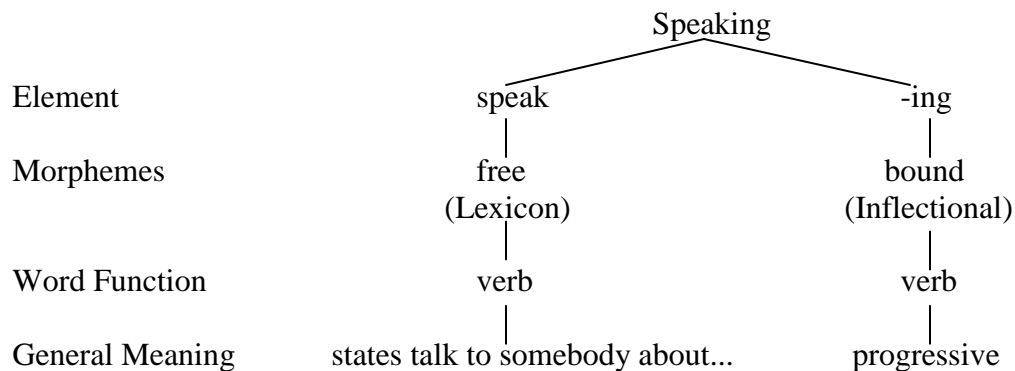 Speaking
Element speak -ing
Morphemes free bound
(Lexicon) (Inflectional)
Word Function verb verb
General Meaning states talk to somebody about... progressive